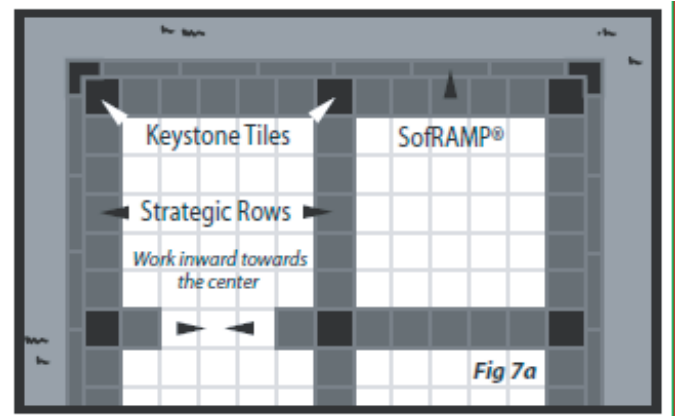 Keystone Tiles
SofRAMP®
Strategic Rows
Work inward towards
the center
Fig 7a